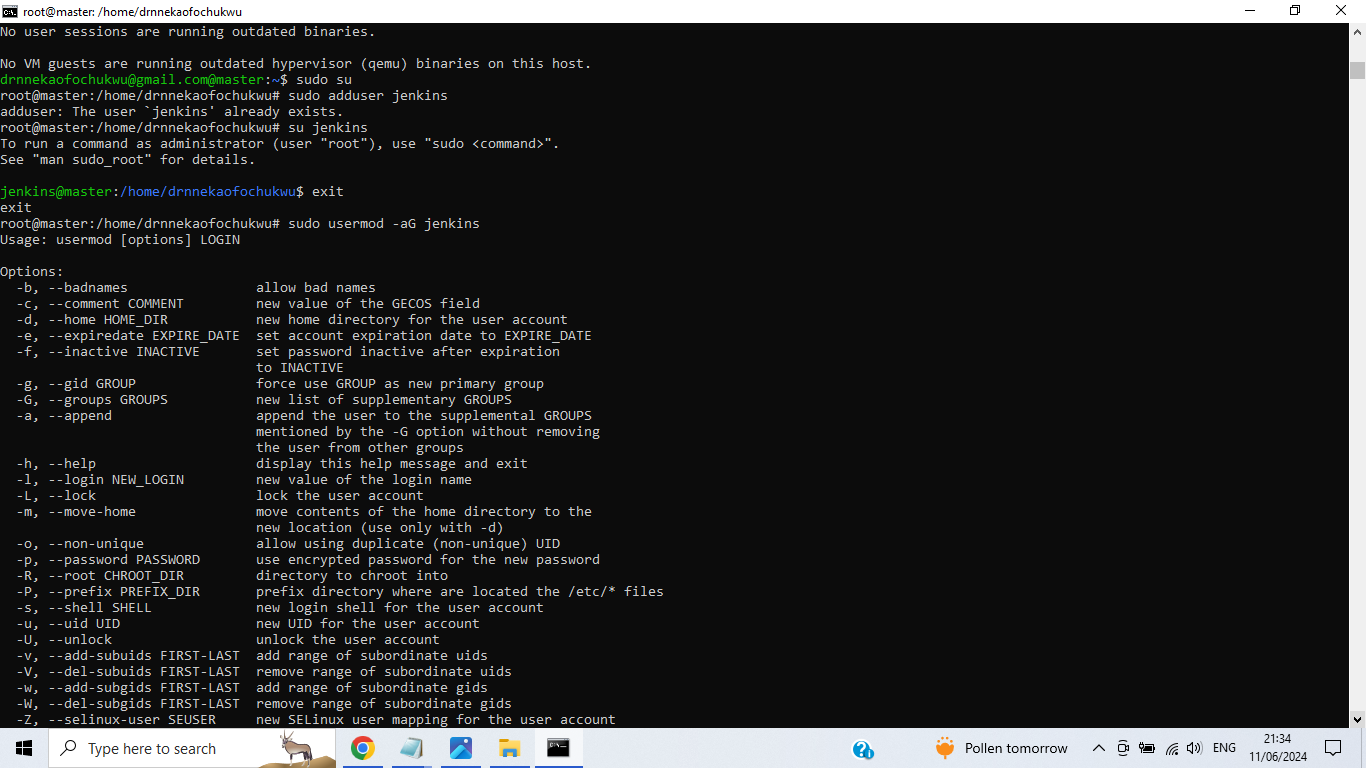 root@master: /home/drnnekaofochukwu
No user sessions are running outdated binaries.
No VM guests are running outdated hypervisor (qemu) binaries on this host.
drnnekaofochukwu@gmail.com@master:~$ sudo su
root@master:/home/drnnekaofochukwu# sudo adduser jenkins
adduser: The user `jenkins' already exists.
root@master:/home/drnnekaofochukwu# su jenkins
To run a command as administrator (user "root"), use "sudo <command>".
See "man sudo_root" for details.
jenkins@master:/home/drnnekaofochukwu$ exit
exit
root@master:/home/drnnekaofochukwu# sudo usermod -aG jenkins
Usage: usermod [options] LOGIN
Options:
  -b, --badnames                allow bad names
  -c, --comment COMMENT         new value of the GECOS field
  -d, --home HOME_DIR           new home directory for the user account
  -e, --expiredate EXPIRE_DATE  set account expiration date to EXPIRE_DATE
  -f, --inactive INACTIVE       set password inactive after expiration
                                to INACTIVE
  -g, --gid GROUP               force use GROUP as new primary group
  -G, --groups GROUPS           new list of supplementary GROUPS
  -a, --append                  append the user to the supplemental GROUPS
                                mentioned by the -G option without removing
                                the user from other groups
  -h, --help                    display this help message and exit
  -l, --login NEW_LOGIN         new value of the login name
  -L, --lock                    lock the user account
  -m, --move-home               move contents of the home directory to the
                                new location (use only with -d)
  -o, --non-unique              allow using duplicate (non-unique) UID
  -p, --password PASSWORD       use encrypted password for the new password
  -R, --root CHROOT_DIR         directory to chroot into
  -P, --prefix PREFIX_DIR       prefix directory where are located the /etc/* files
  -s, --shell SHELL             new login shell for the user account
  -u, --uid UID                 new UID for the user account
  -U, --unlock                  unlock the user account
  -v, --add-subuids FIRST-LAST  add range of subordinate uids
  -V, --del-subuids FIRST-LAST  remove range of subordinate uids
  -w, --add-subgids FIRST-LAST  add range of subordinate gids
  -W, --del-subgids FIRST-LAST  remove range of subordinate gids
  -Z, --selinux-user SEUSER     new SELinux user mapping for the user account
Type here to search
Pollen tomorrow
ENG
21:34
11/06/2024